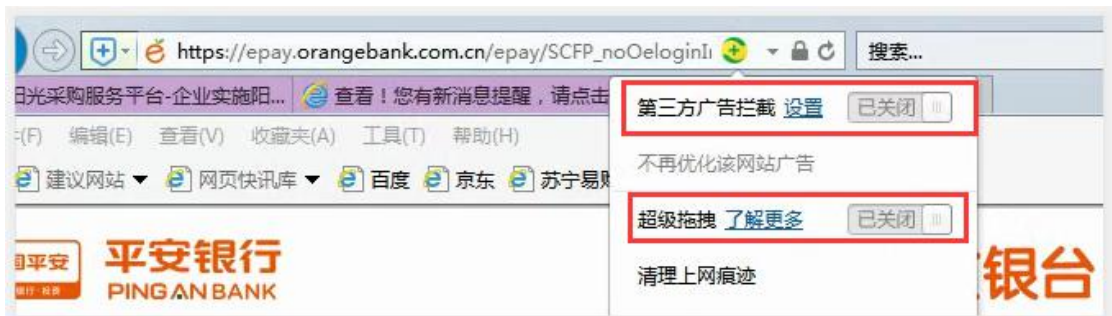 https://epay.orangebank.com.cn/epay/SCFP_noOeloginI
搜索...
阳光采购服务平台-企业实施阳...
查看！您有新消息提醒，请点击
(F) 编辑(E) 查看(V) 收藏夹(A) 工具(T) 帮助(H)
建议网站 网页快讯库 百度 京东 苏宁易购
第三方广告拦截 设置 已关闭
不再优化该网站广告
超级拖拽 了解更多 已关闭
清理上网痕迹
平安
平安银行
PING AN BANK
银台